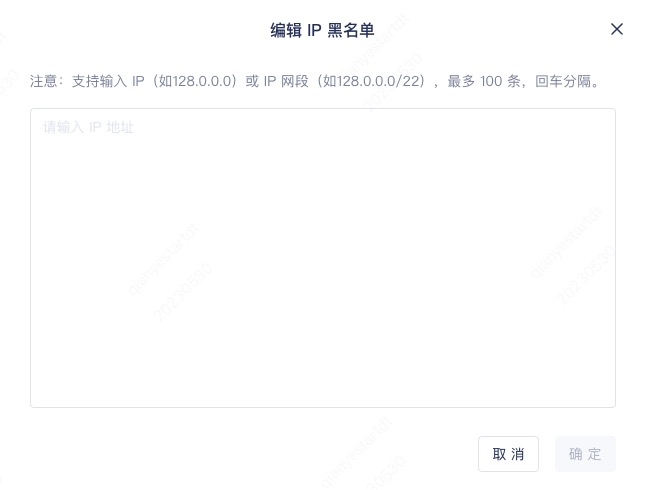 编辑 IP 黑名单
注意：支持输入 IP（如128.0.0.0）或 IP 网段（如128.0.0.0/22），最多 100 条，回车分隔。
请输入 IP 地址
取 消
确 定